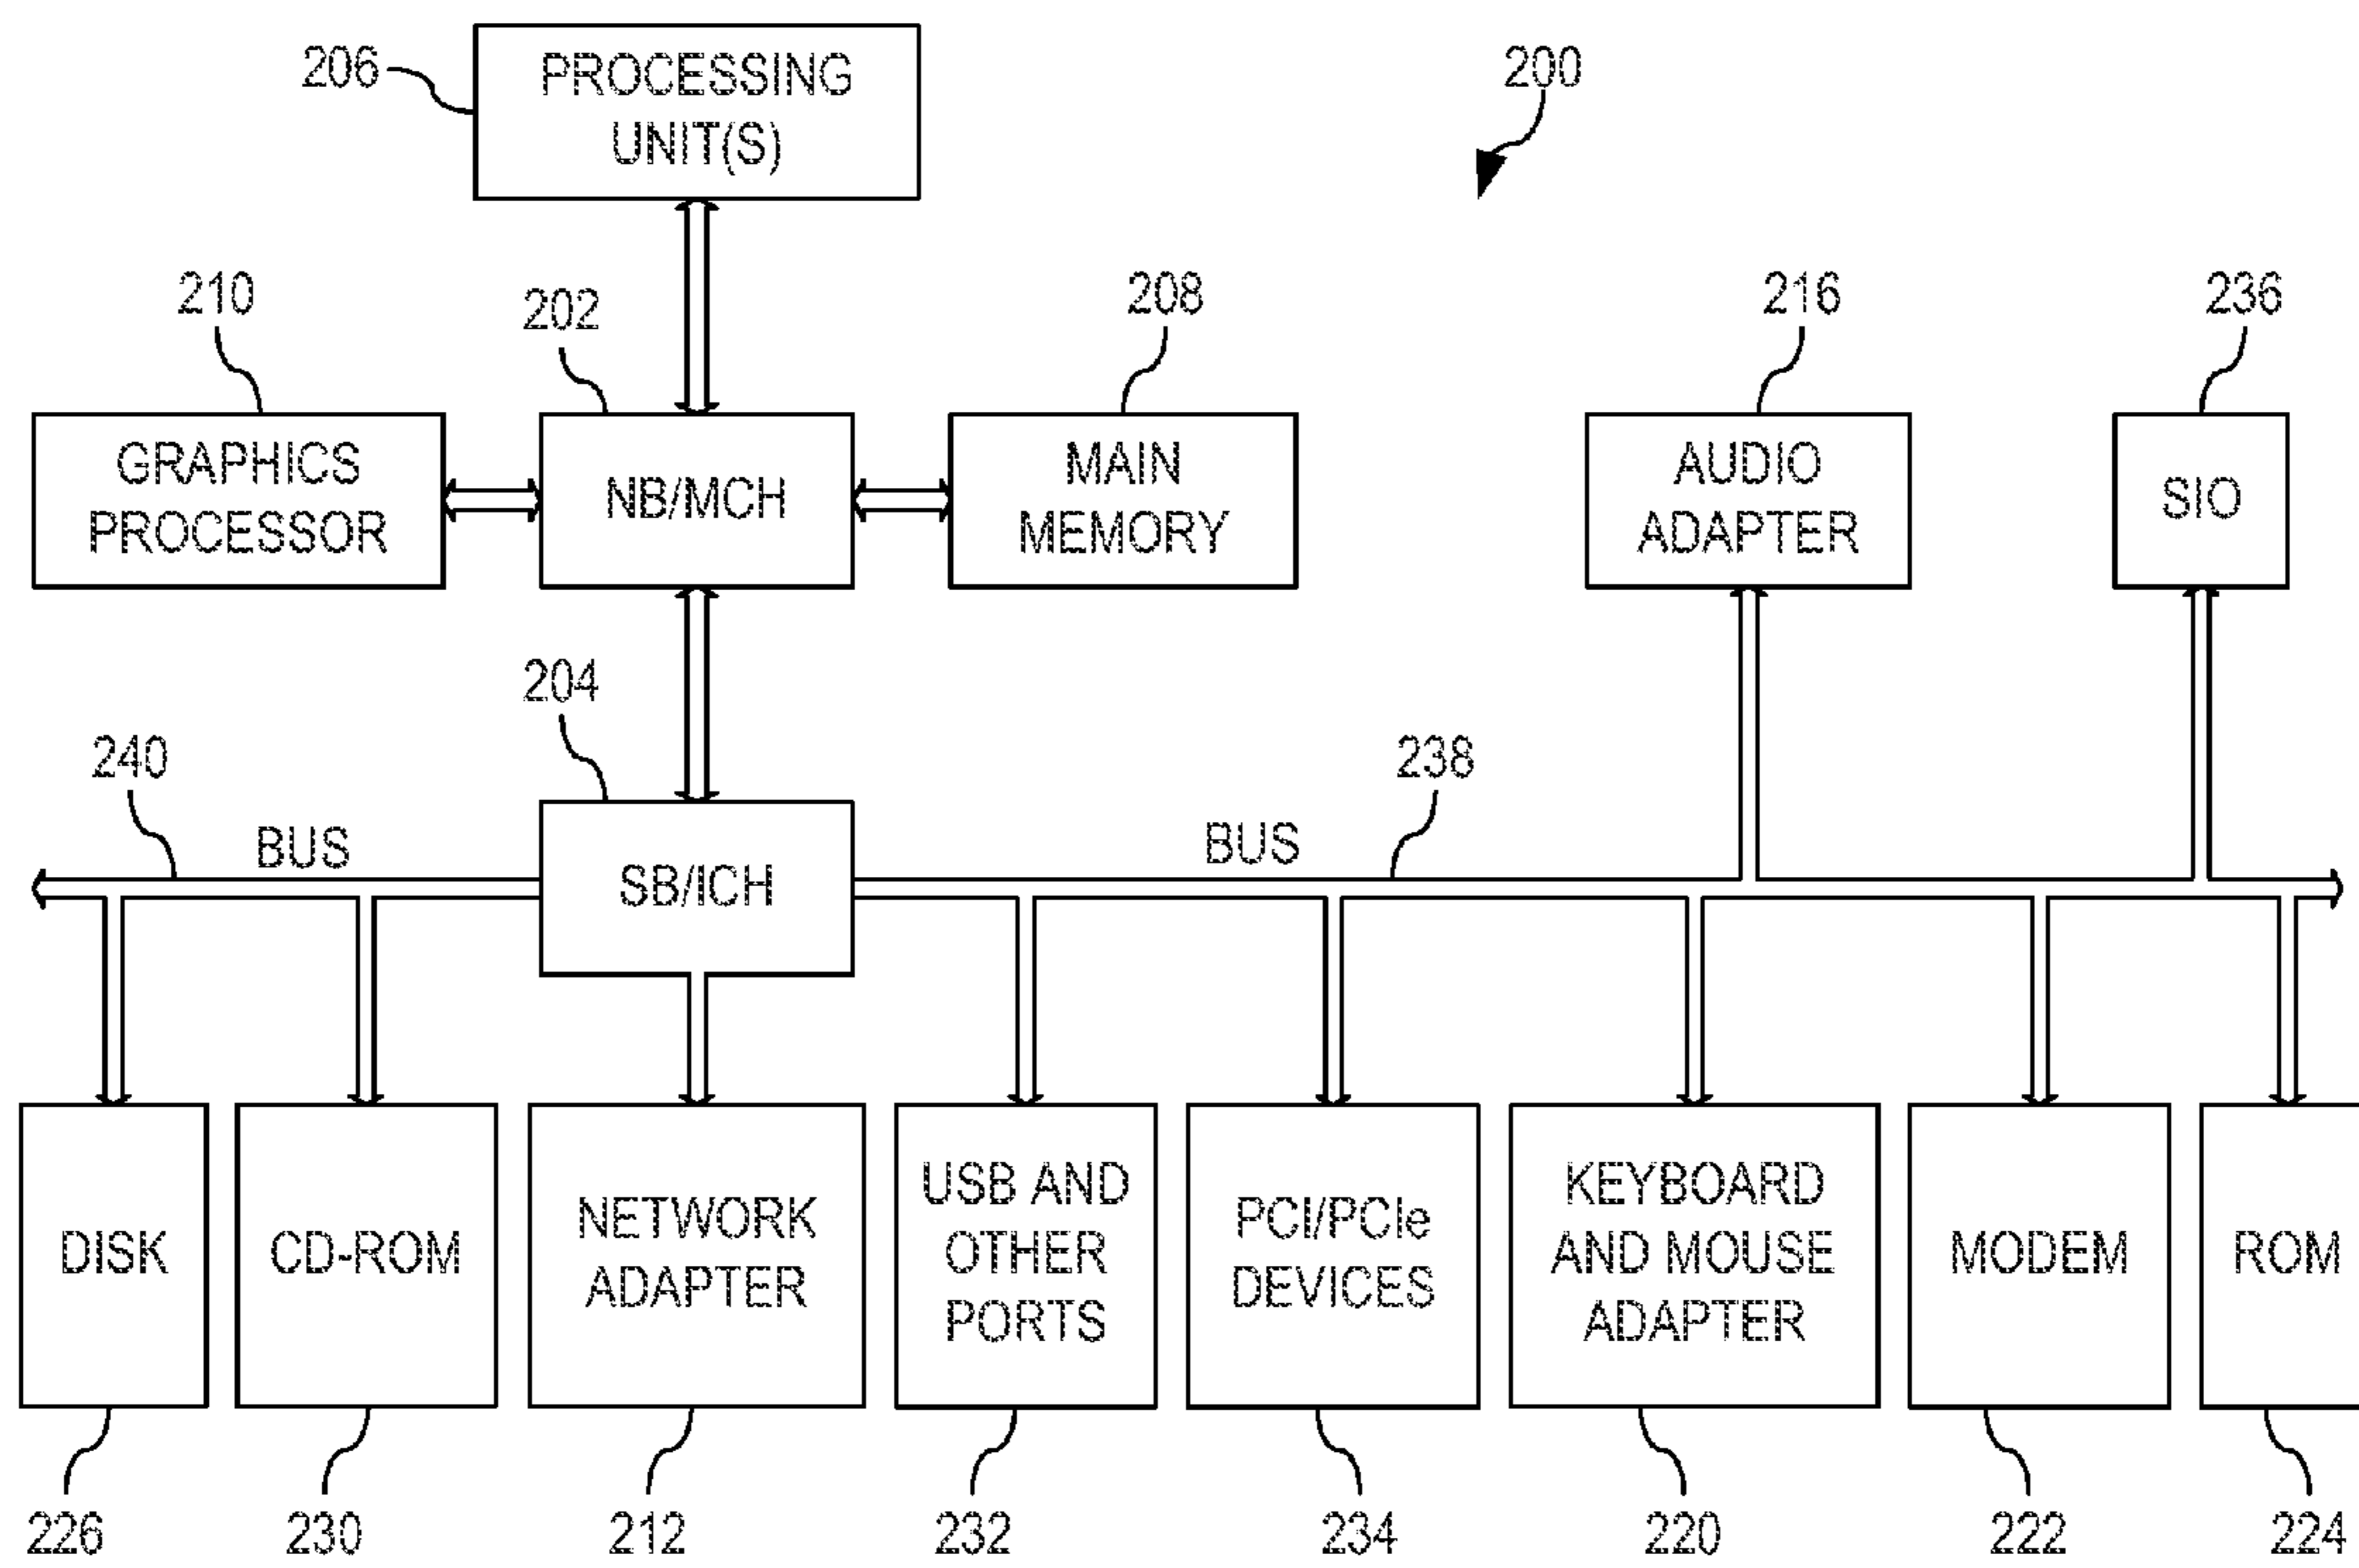 206
PROCESSING
UNIT(S)
200
210
202
208
216
236
GRAPHICS
PROCESSOR
NB/MCH
MAIN
MEMORY
AUDIO
ADAPTER
SIO
204
240
238
BUS
BUS
SB/ICH
DISK
CD-ROM
NETWORK
ADAPTER
USB AND
OTHER
PORTS
PCI/PCIe
DEVICES
KEYBOARD
AND MOUSE
ADAPTER
MODEM
ROM
226
230
212
232
234
220
222
224